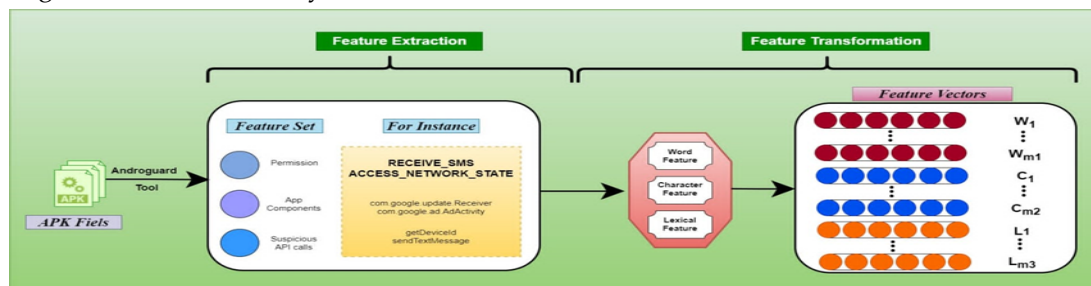 Feature Extraction
Feature Transformation
Androguard
Tool
APK
APK Fiels
Feature Set
For Instance
Permission
App
Components
Suspicious
API calls
RECEIVE_SMS
ACCESS_NETWORK_STATE
com.google.update.Receiver
com.google.ad.AdActivity
getDeviceId
sendTextMessage
Word
Feature
Character
Feature
Lexical
Feature
Feature Vectors
W1
Wm1
C1
Cm2
L1
Lm3